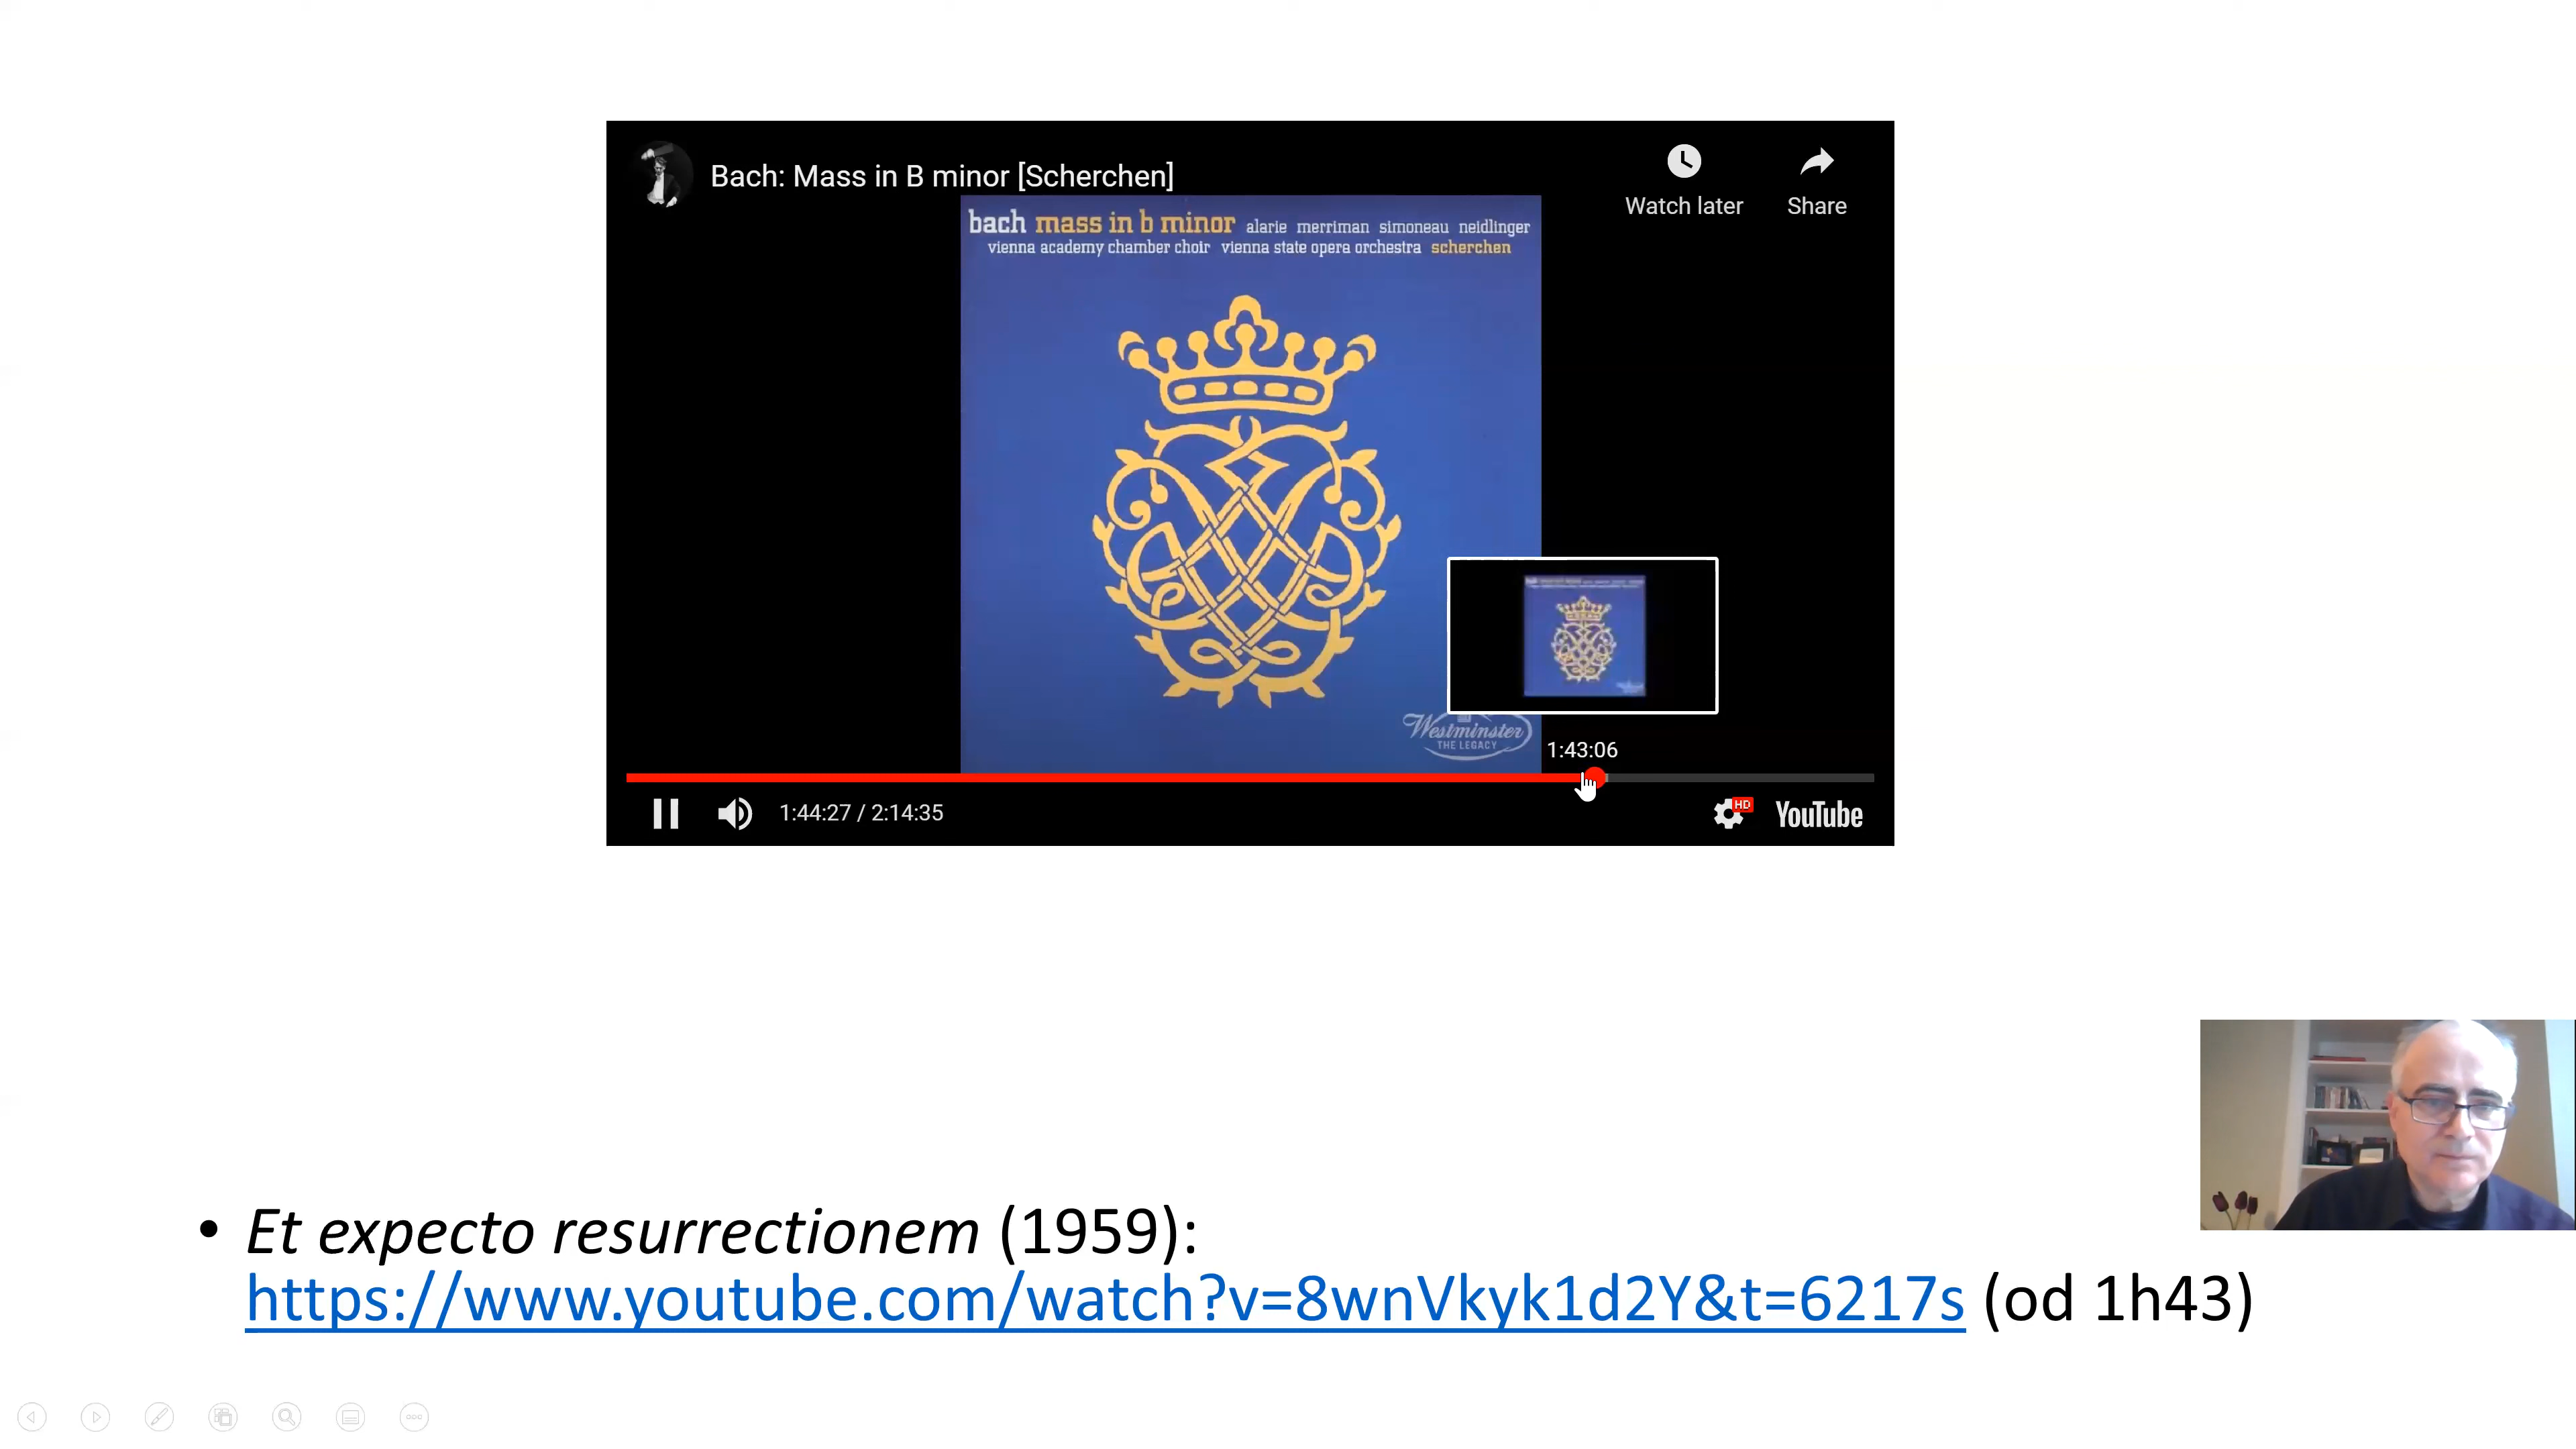 Bach: Mass in B minor [Scherchen]
Watch later
Share
bach mass in b minor alarie merriman simoneau neidlinger
vienna academy chamber choir vienna state opera orchestra scherchen
Westminster
THE LEGACY
1:43:06
1:44:27 / 2:14:35
HD
YouTube
• Et expecto resurrectionem (1959):
https://www.youtube.com/watch?v=8wnVkyk1d2Y&t=6217s (od 1h43)